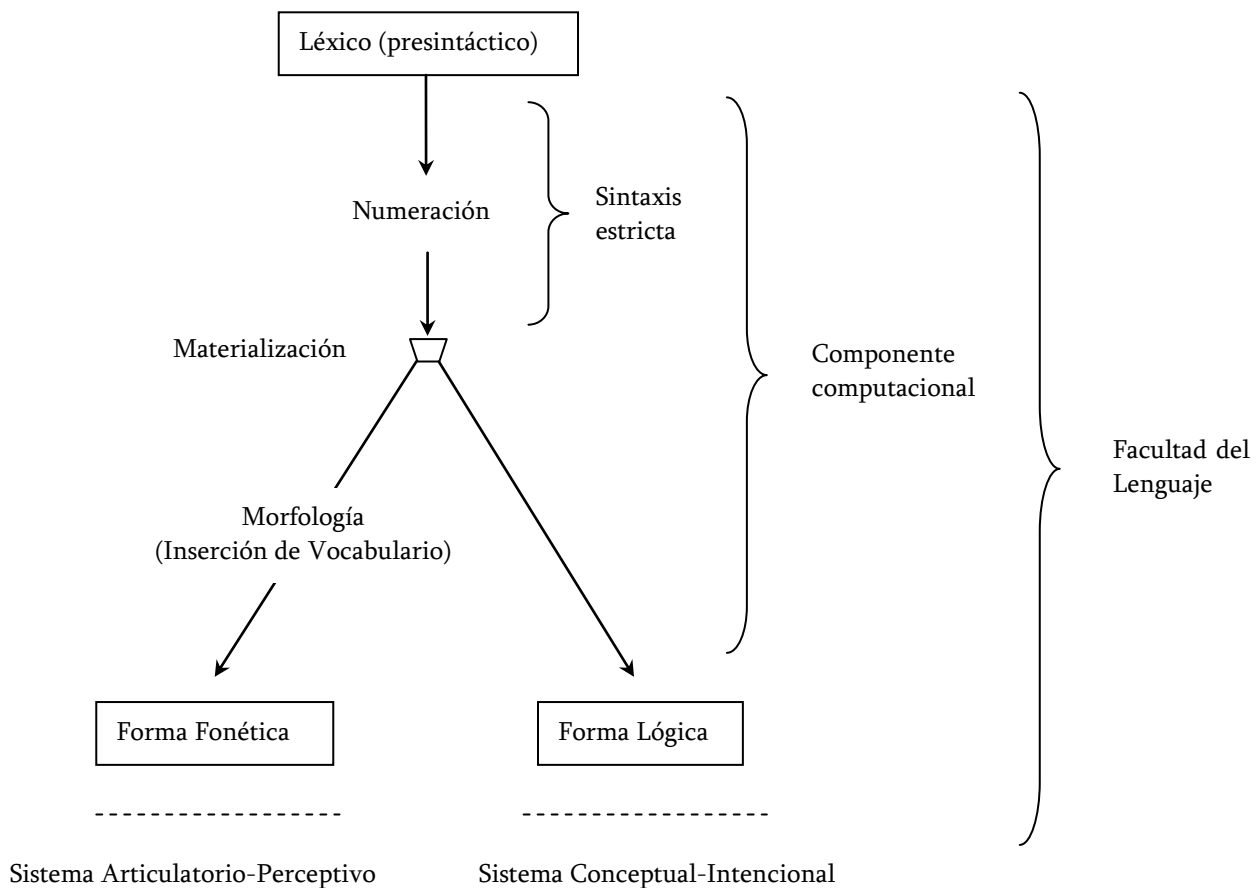 Léxico (presintáctico)
Numeración
Sintaxis
estricta
Materialización
Componente
computacional
Facultad del
Lenguaje
Morfología
(Inserción de Vocabulario)
Forma Fonética
Forma Lógica
Sistema Articulatorio-Perceptivo
Sistema Conceptual-Intencional